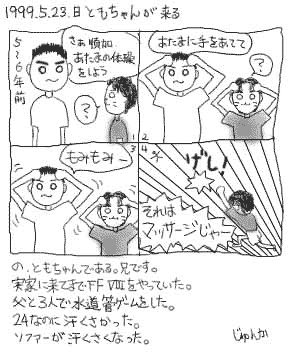 1999.5.23.日ともちゃんが来る
5~6年前
さぁ順加、
あたまの体操
をしよう
?
1
あたまに手をあてて
?
2
もみもみー
3
4
げし!
それは
マッサージじゃー
の、ともちゃんである。兄です。
実家に来てまでFFⅧをやっていた。
父と3人で水道管ゲームをした。
24なのに汗くさかった。
ソファーが汗くさくなった。
じゅんか